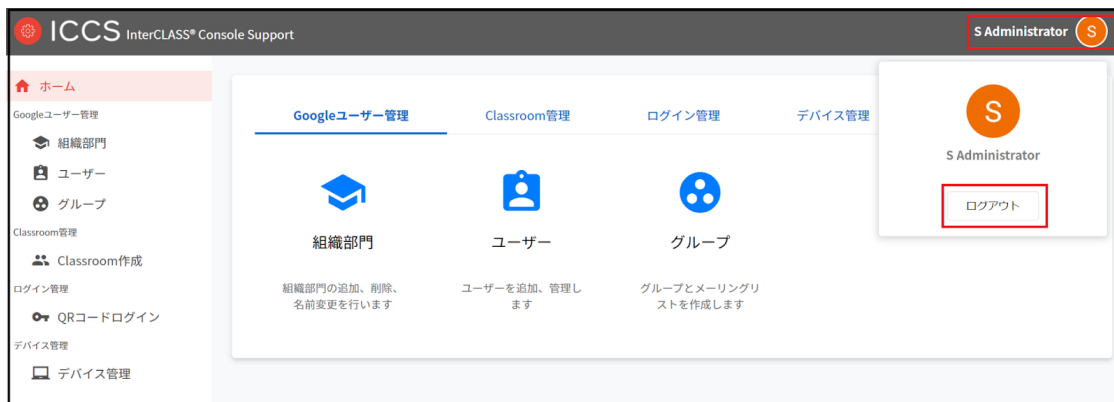 ICCS InterCLASS® Console Support
S Administrator S
ホーム
Googleユーザー管理
組織部門
ユーザー
グループ
Classroom管理
Classroom作成
ログイン管理
QRコードログイン
デバイス管理
デバイス管理
Googleユーザー管理 Classroom管理 ログイン管理 デバイス管理
組織部門
組織部門の追加、削除、
名前変更を行います
ユーザー
ユーザーを追加、管理し
ます
グループ
グループとメーリングリ
ストを作成します
S
S Administrator
ログアウト